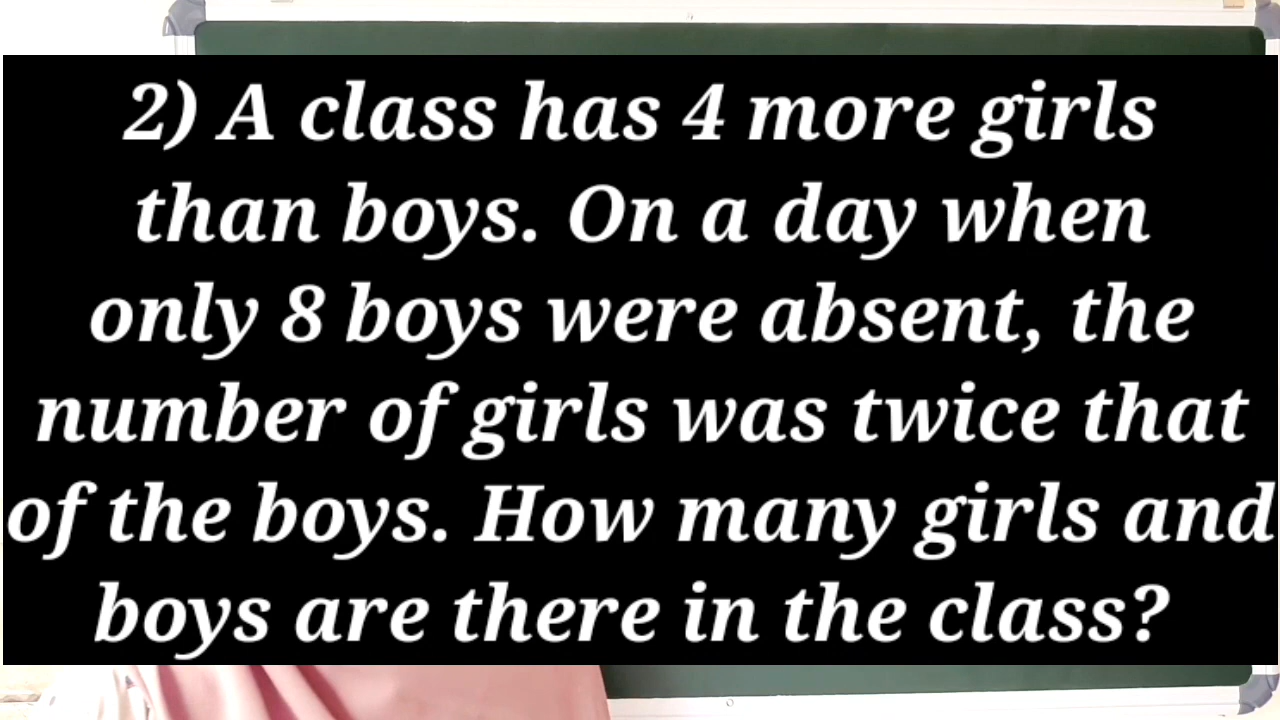 2) A class has 4 more girls
than boys. On a day when
only 8 boys were absent, the
number of girls was twice that
of the boys. How many girls and
boys are there in the class?